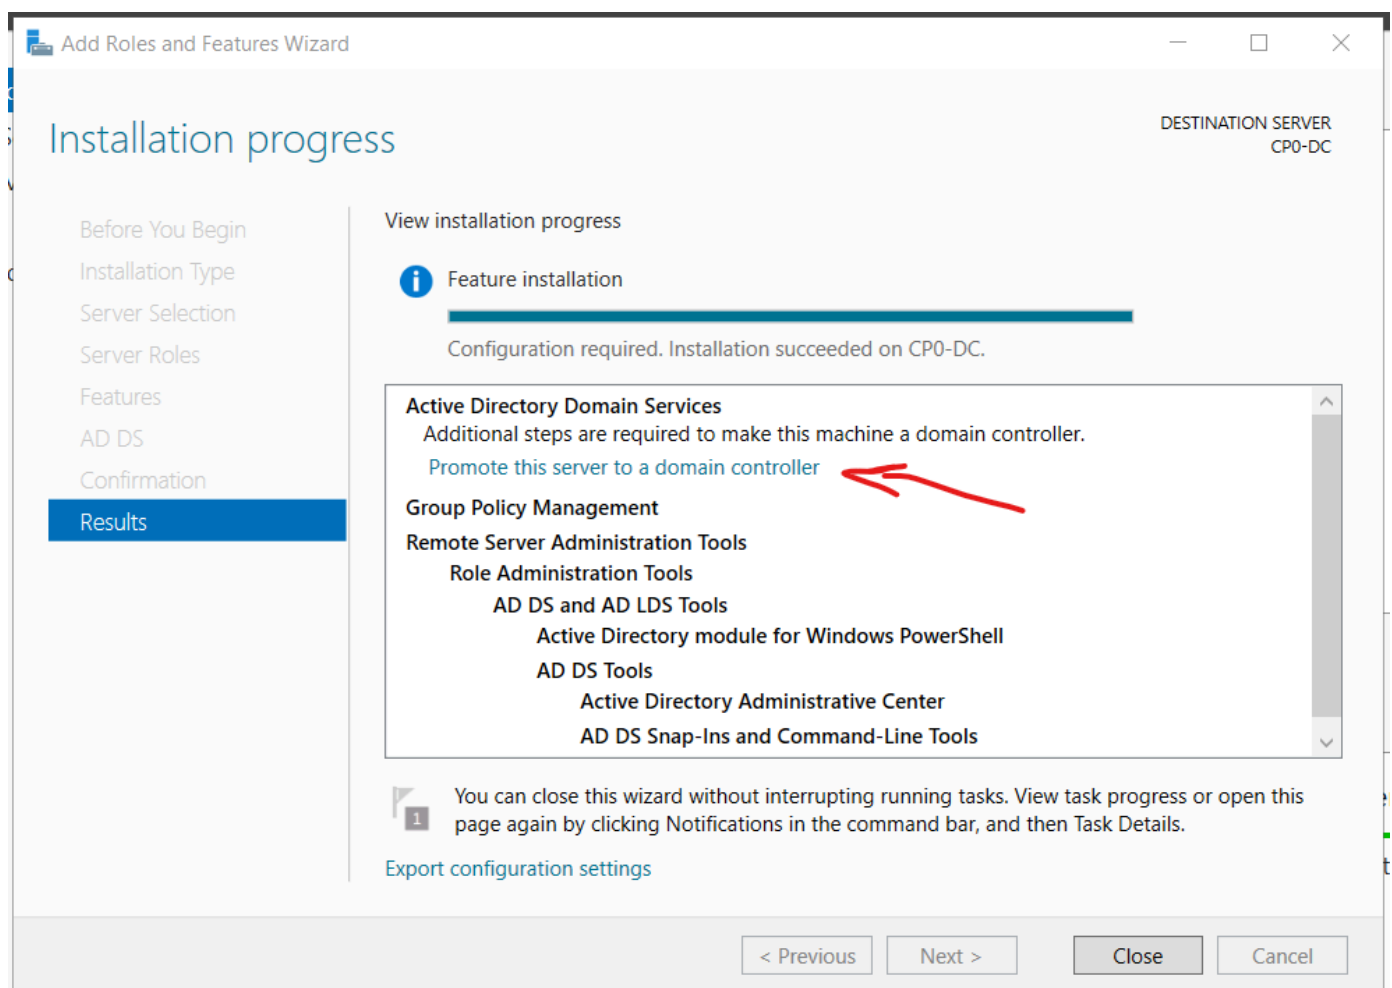 Add Roles and Features Wizard
Installation progress
DESTINATION SERVER
CP0-DC
Before You Begin
Installation Type
Server Selection
Server Roles
Features
AD DS
Confirmation
Results
View installation progress
Feature installation
Configuration required. Installation succeeded on CP0-DC.
Active Directory Domain Services
Additional steps are required to make this machine a domain controller.
Promote this server to a domain controller
Group Policy Management
Remote Server Administration Tools
Role Administration Tools
AD DS and AD LDS Tools
Active Directory module for Windows PowerShell
AD DS Tools
Active Directory Administrative Center
AD DS Snap-Ins and Command-Line Tools
1
You can close this wizard without interrupting running tasks. View task progress or open this
page again by clicking Notifications in the command bar, and then Task Details.
Export configuration settings
< Previous
Next >
Close
Cancel